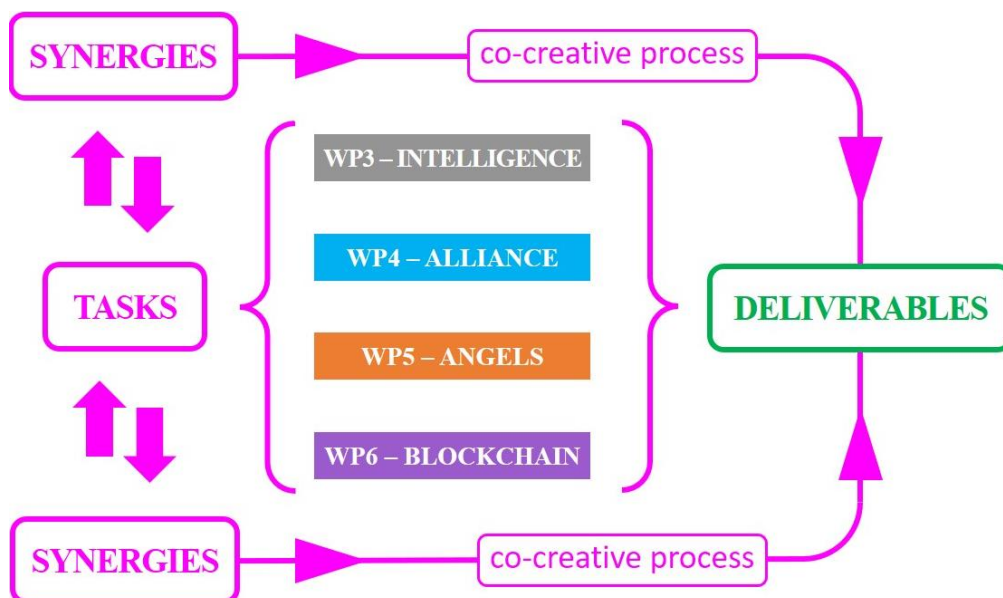 SYNERGIES
co-creative process
WP3 – INTELLIGENCE
WP4 – ALLIANCE
TASKS
DELIVERABLES
WP5 – ANGELS
WP6 – BLOCKCHAIN
SYNERGIES
co-creative process